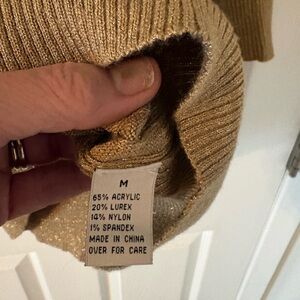 M
65% ACRYLIC
20% LUREX
14% NYLON
1% SPANDEX
MADE IN CHINA
OVER FOR CARE